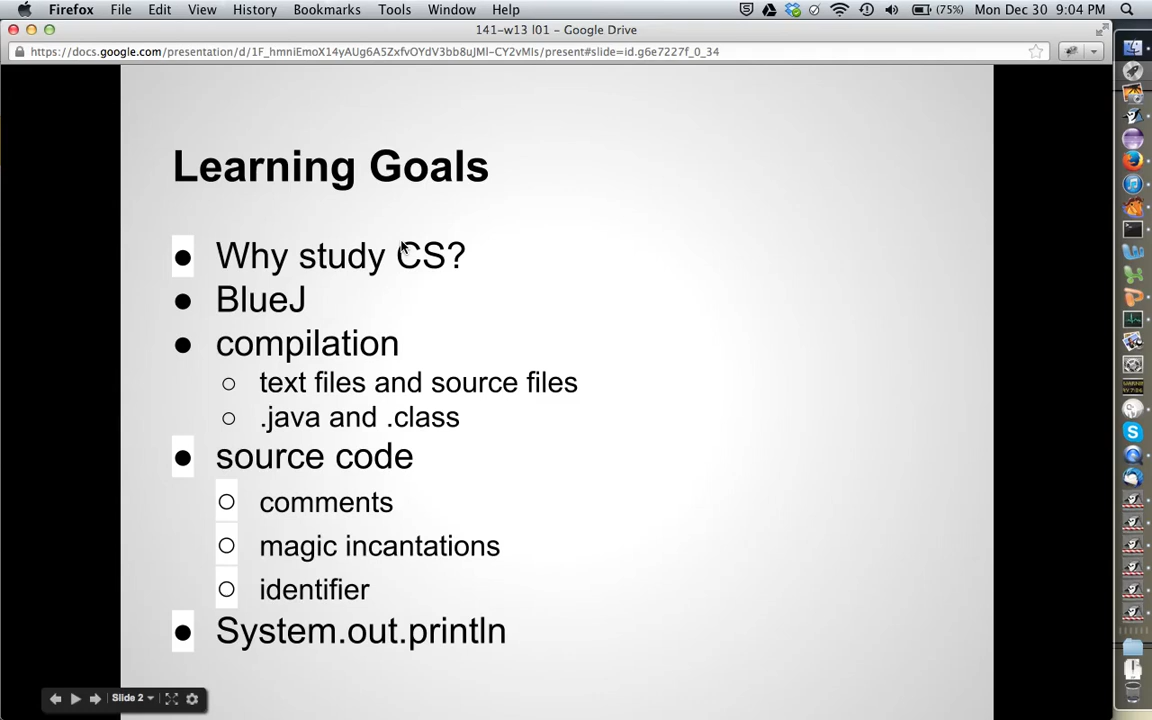 Firefox File Edit View History Bookmarks Tools Window Help (75%) Mon Dec 30 9:04 PM
141-w13 l01 - Google Drive
https://docs.google.com/presentation/d/1F_hmniEmoX14yAUg6A5ZxfvOYdV3bb8uJMl-CY2vMIs/present#slide=id.g6e7227f_0_34
Learning Goals
● Why study CS?
● BlueJ
● compilation
○ text files and source files
○ .java and .class
● source code
○ comments
○ magic incantations
○ identifier
● System.out.println
Slide 2